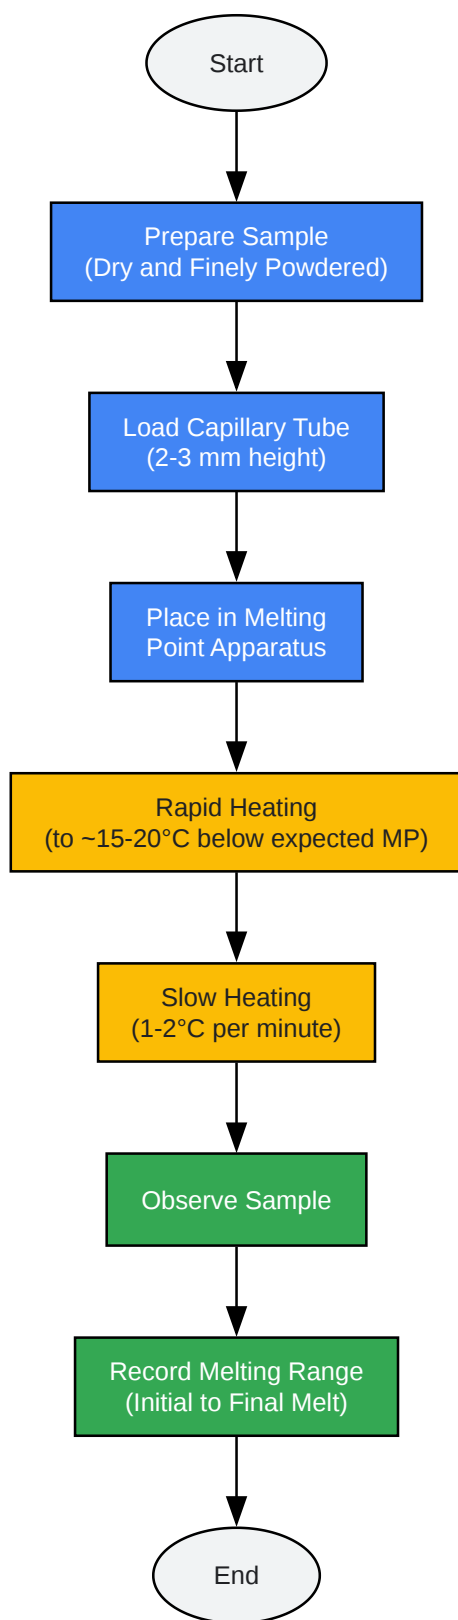 Start
Prepare Sample
(Dry and Finely Powdered)
Load Capillary Tube
(2-3 mm height)
Place in Melting
Point Apparatus
Rapid Heating
(to ~15-20°C below expected MP)
Slow Heating
(1-2°C per minute)
Observe Sample
Record Melting Range
(Initial to Final Melt)
End